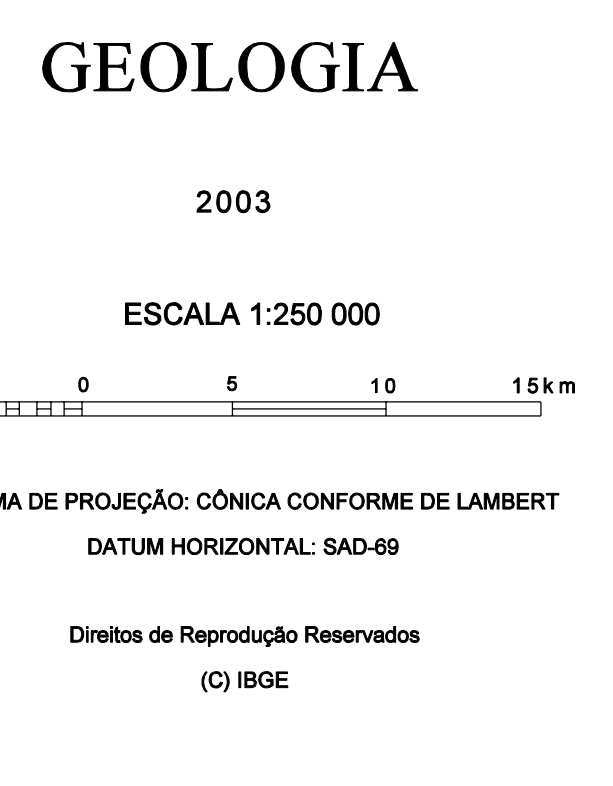 GEOLOGIA
2003
ESCALA 1:250 000
0 5 10 15km
MA DE PROJEÇÃO: CÔNICA CONFORME DE LAMBERT
DATUM HORIZONTAL: SAD-69
Direitos de Reprodução Reservados
(C) IBGE